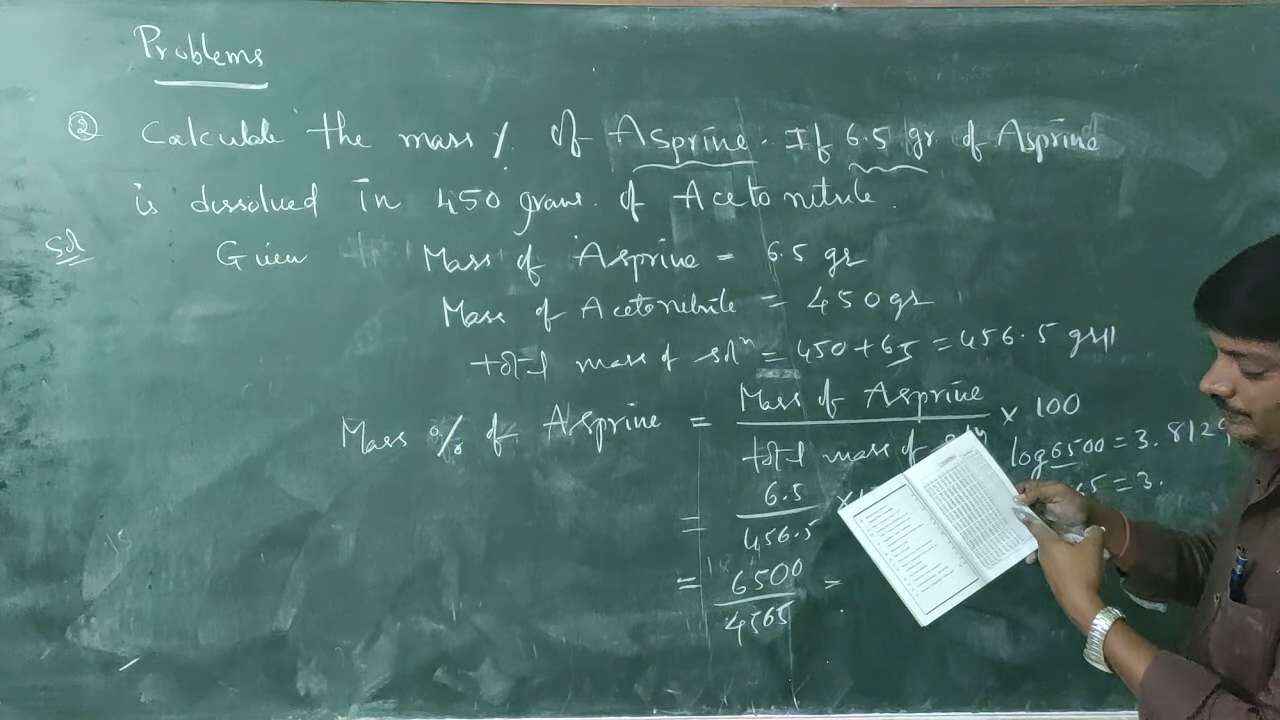 Problems
② Calculate the mass % of Asprine. If 6.5 gr. of Asprine
is dissolved in 450 grams. of Acetonitrile.
Sol Given Mass of Asprine = 6.5 gr
Mass of Acetonitrile = 450 gr
total mass of solⁿ = 450 + 6.5 = 456.5 gr//
Mass % of Asprine = Mass of Asprine × 100
total mass of
log 6500 = 3.8129
= 6.5
456.5
65 = 3.
= 6500 =
4565